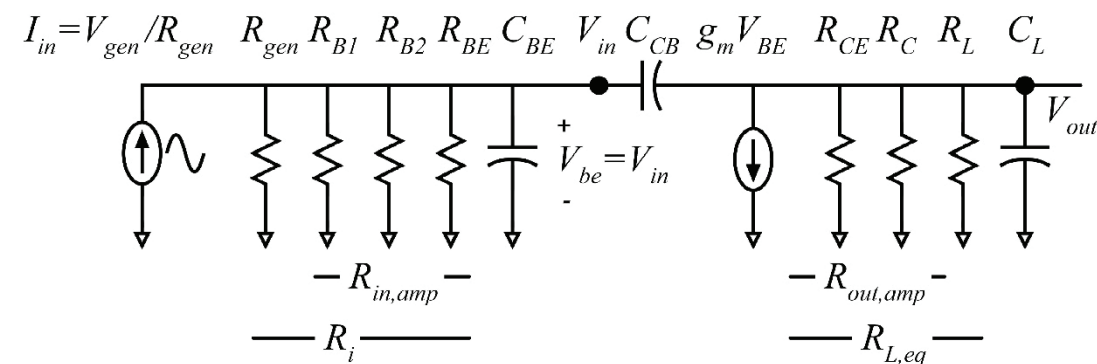 I_in=V_gen/R_gen R_gen R_B1 R_B2 R_BE C_BE V_in C_CB g_mV_BE R_CE R_C R_L C_L
V_out
+
V_be=V_in
-
R_in,amp R_out,amp
R_i R_L,eq